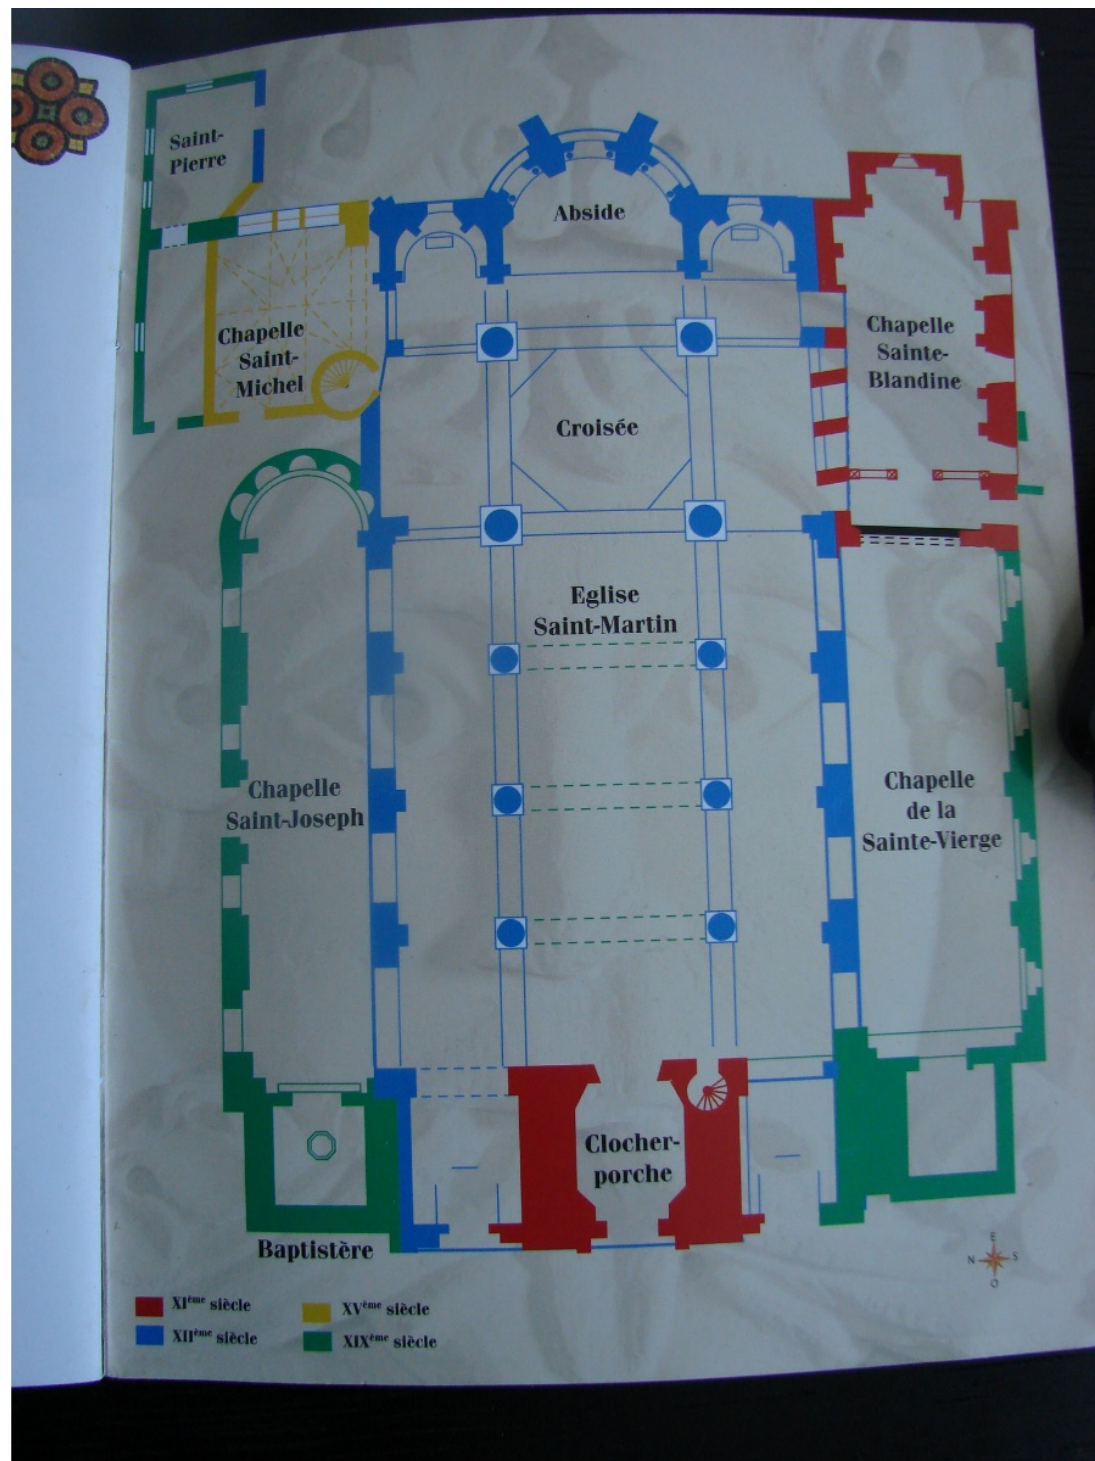 Saint-
Pierre
Abside
Chapelle
Saint-
Michel
Chapelle
Sainte-
Blandine
Croisée
Eglise
Saint-Martin
Chapelle
Saint-Joseph
Chapelle
de la
Sainte-Vierge
Clocher-
porche
Baptistère
E
N S
O
XIème siècle
XIIème siècle
XVème siècle
XIXème siècle